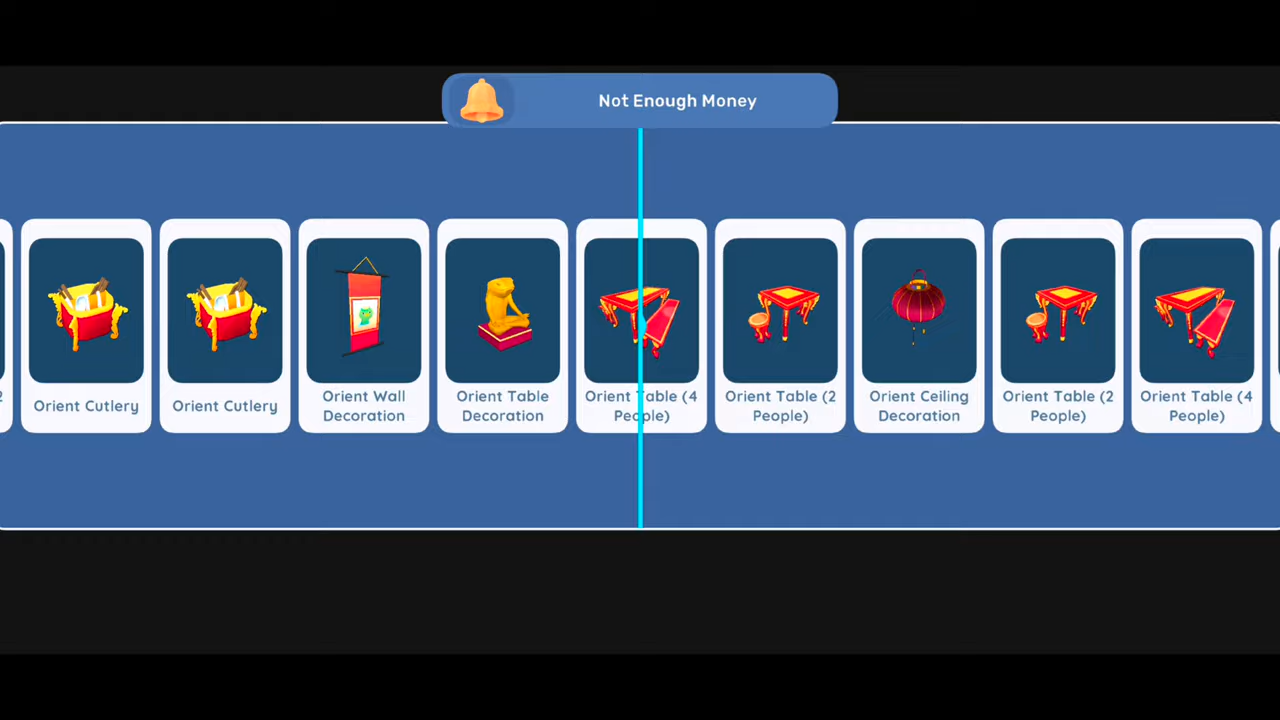 Not Enough Money
2
Orient Cutlery
Orient Cutlery
Orient Wall
Decoration
Orient Table
Decoration
Orient Table (4
People)
Orient Table (2
People)
Orient Ceiling
Decoration
Orient Table (2
People)
Orient Table (4
People)